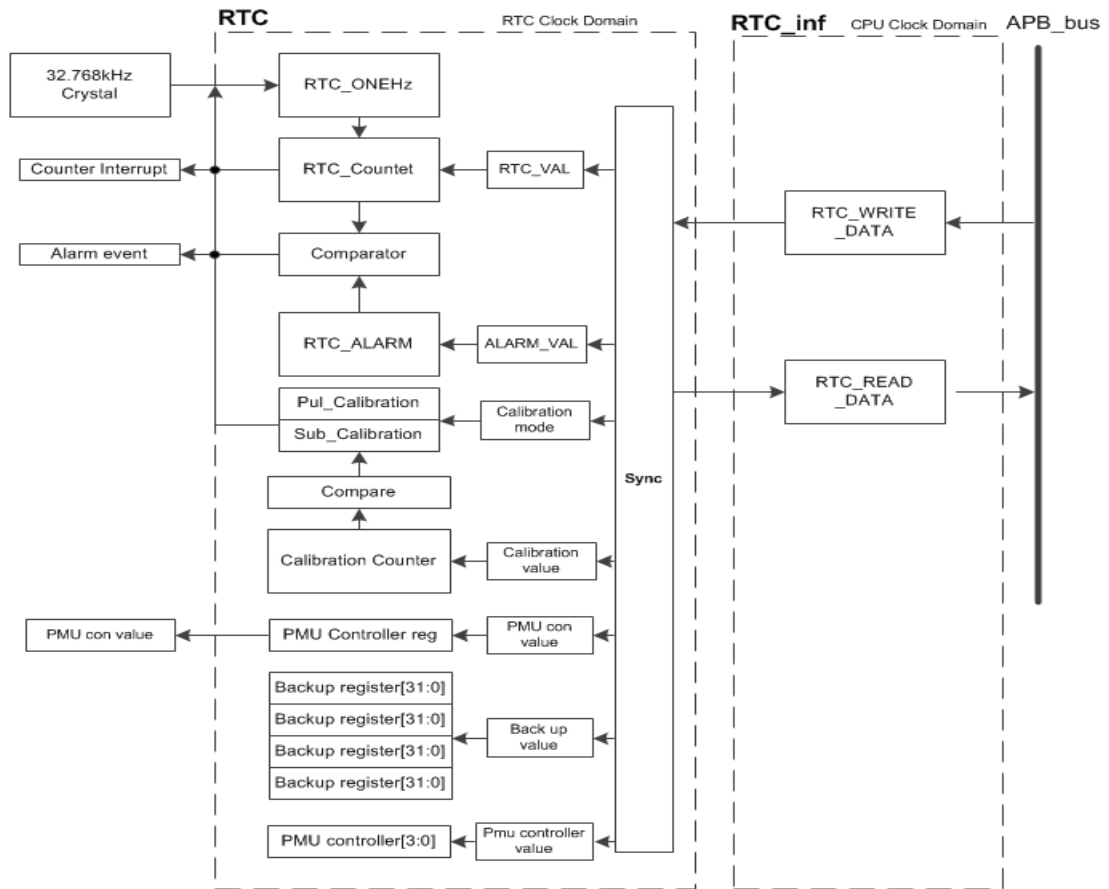 RTC
RTC Clock Domain
RTC_inf
CPU Clock Domain
APB_bus
32.768kHz
Crystal
RTC_ONEHz
Counter Interrupt
RTC_Countet
RTC_VAL
RTC_WRITE
_DATA
Alarm event
Comparator
RTC_ALARM
ALARM_VAL
RTC_READ
_DATA
Pul_Calibration
Sub_Calibration
Calibration
mode
Sync
Compare
Calibration Counter
Calibration
value
PMU con value
PMU Controller reg
PMU con
value
Backup register[31:0]
Backup register[31:0]
Backup register[31:0]
Backup register[31:0]
Back up
value
PMU controller[3:0]
Pmu controller
value